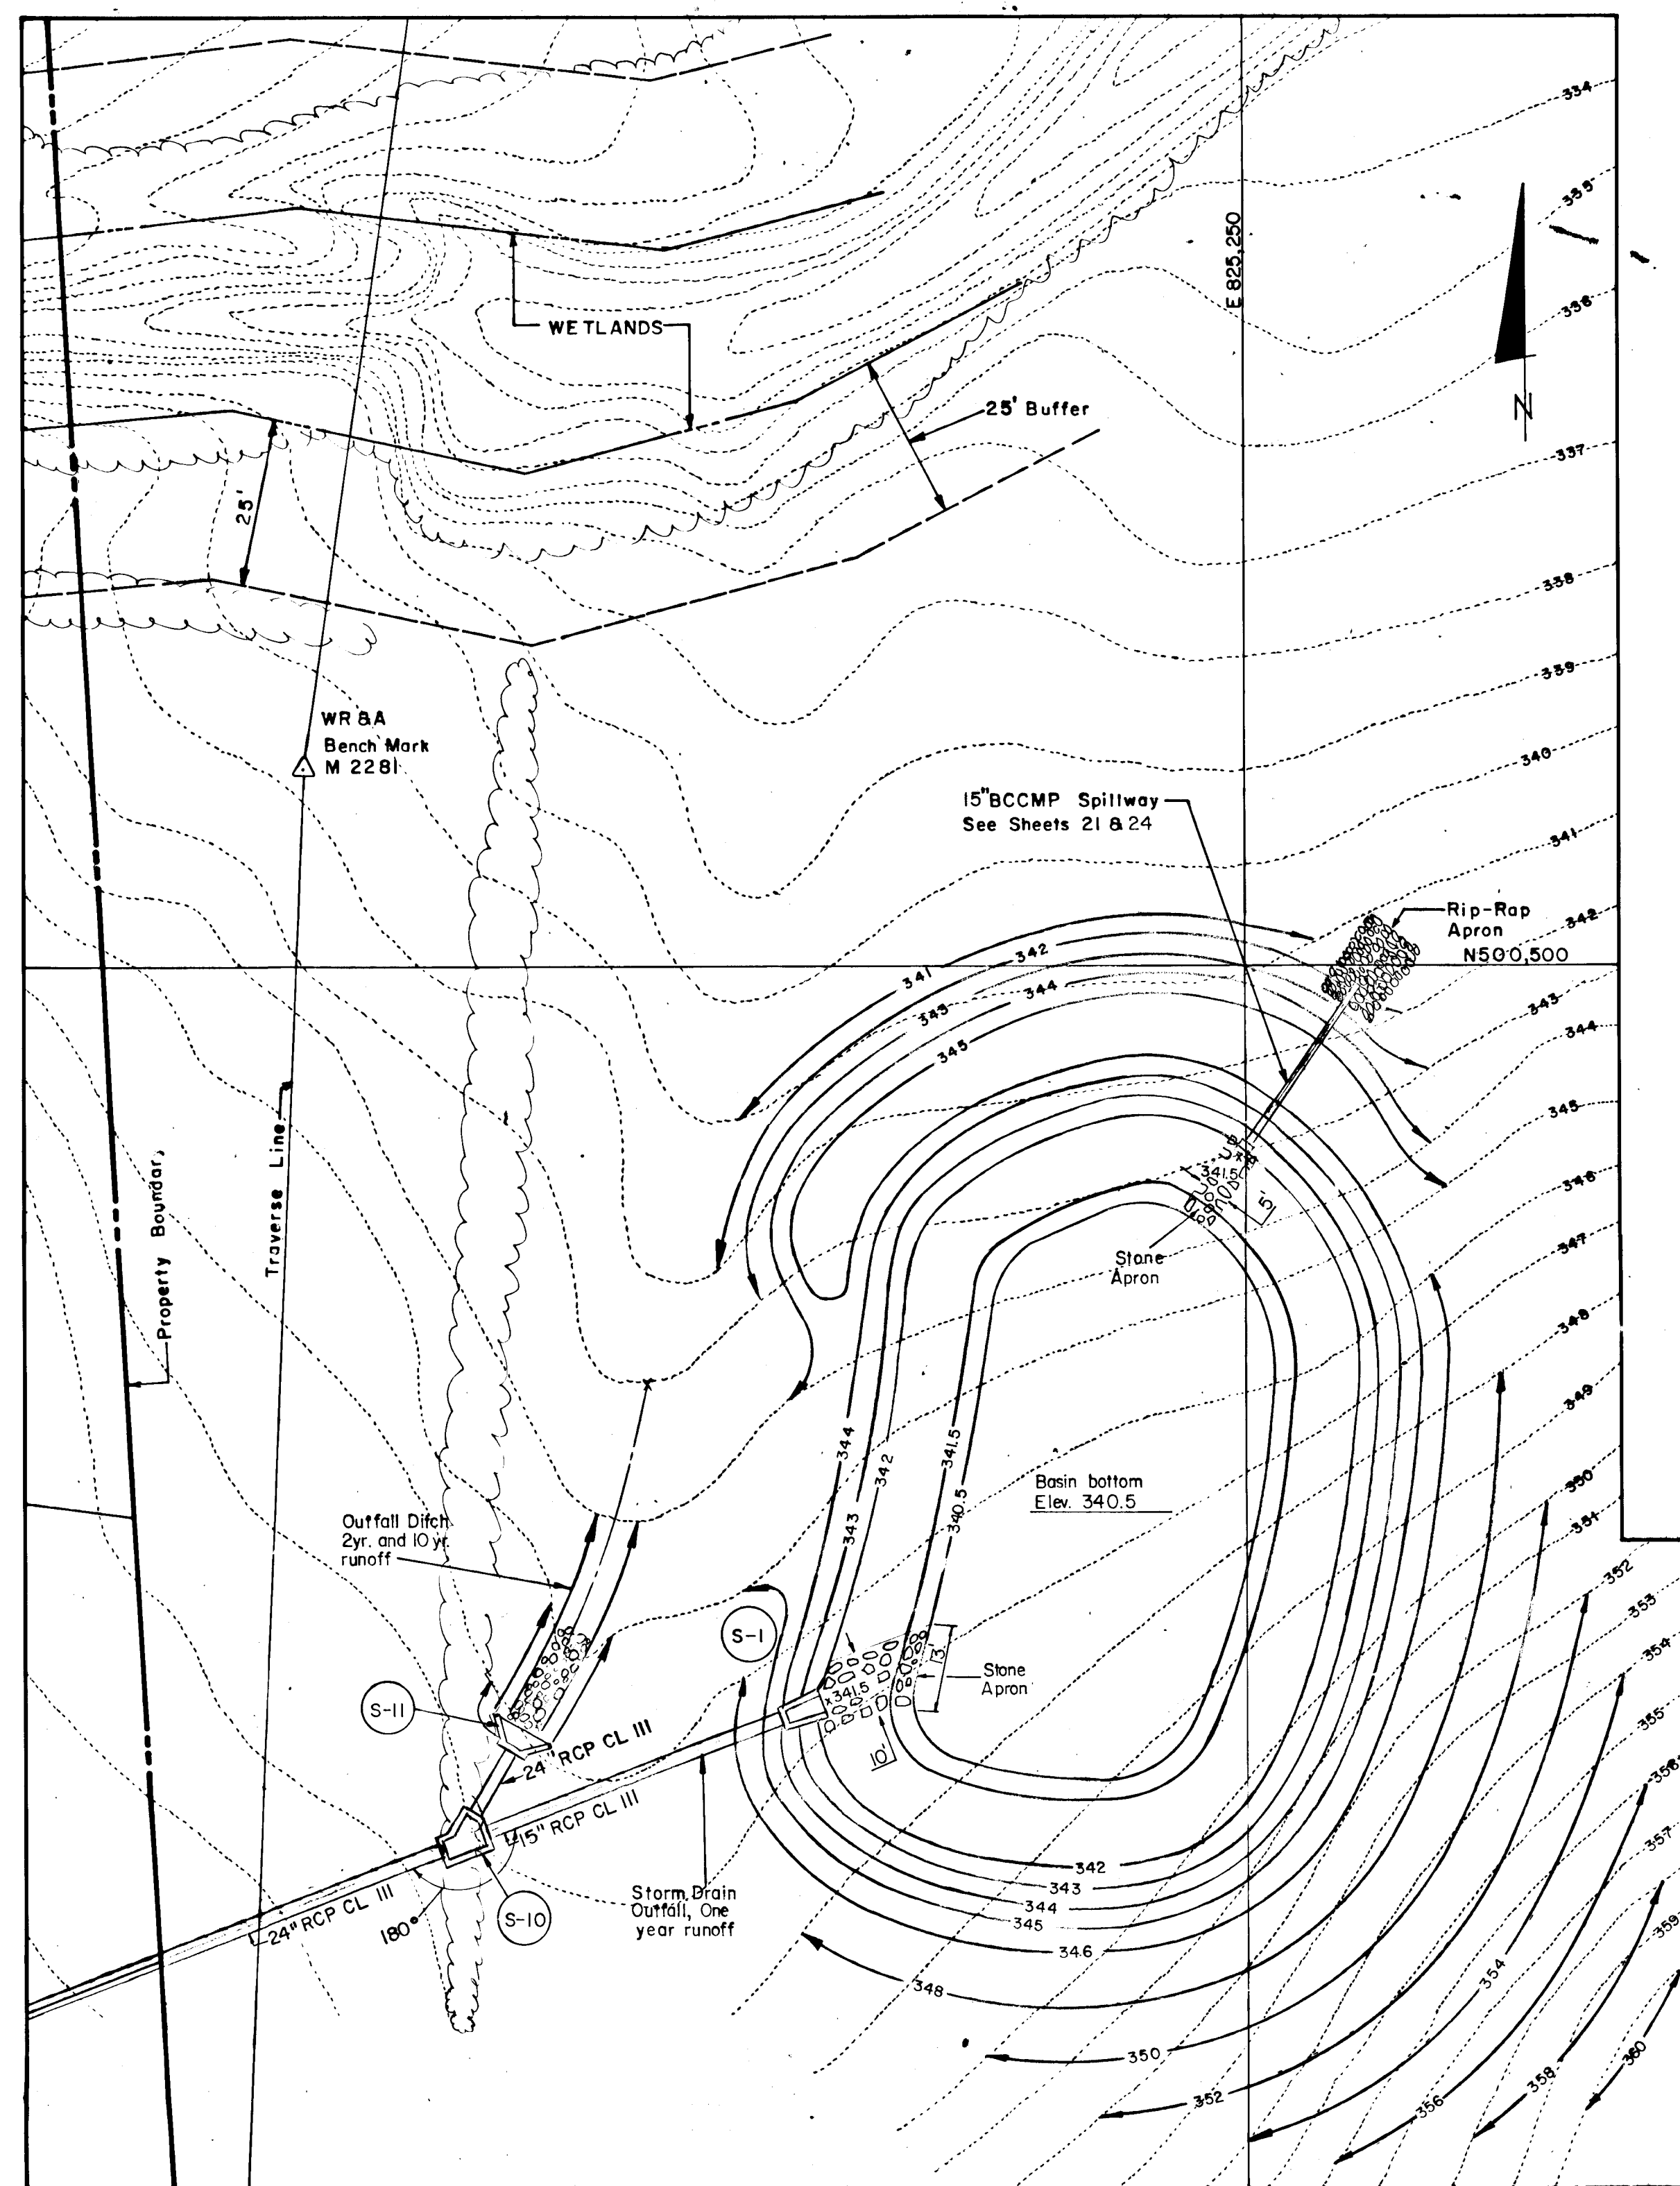 334
335
E 825,250
336
WETLANDS
25' Buffer
N
337
25'
338
339
WR & A
Bench Mark
M 2281
340
15" BCCMP Spillway
See Sheets 21 & 24
341
Rip-Rap
Apron
342
N500,500
341
342
343
344
345
343
344
345
Property Boundary
Traverse Line
341.5
5'
346
Stone
Apron
347
348
349
344
342
341.5
343
340.5
Basin bottom
Elev. 340.5
350
351
Outfall Ditch
2yr. and 10 yr.
runoff
352
353
S-1
354
13'
Stone
Apron
341.5
S-11
355
10'
24" RCP CL III
356
15" RCP CL III
357
342
343
344
345
346
Storm Drain
Outfall, One
year runoff
24" RCP CL III
180°
S-10
359
348
354
350
352
356
358
360